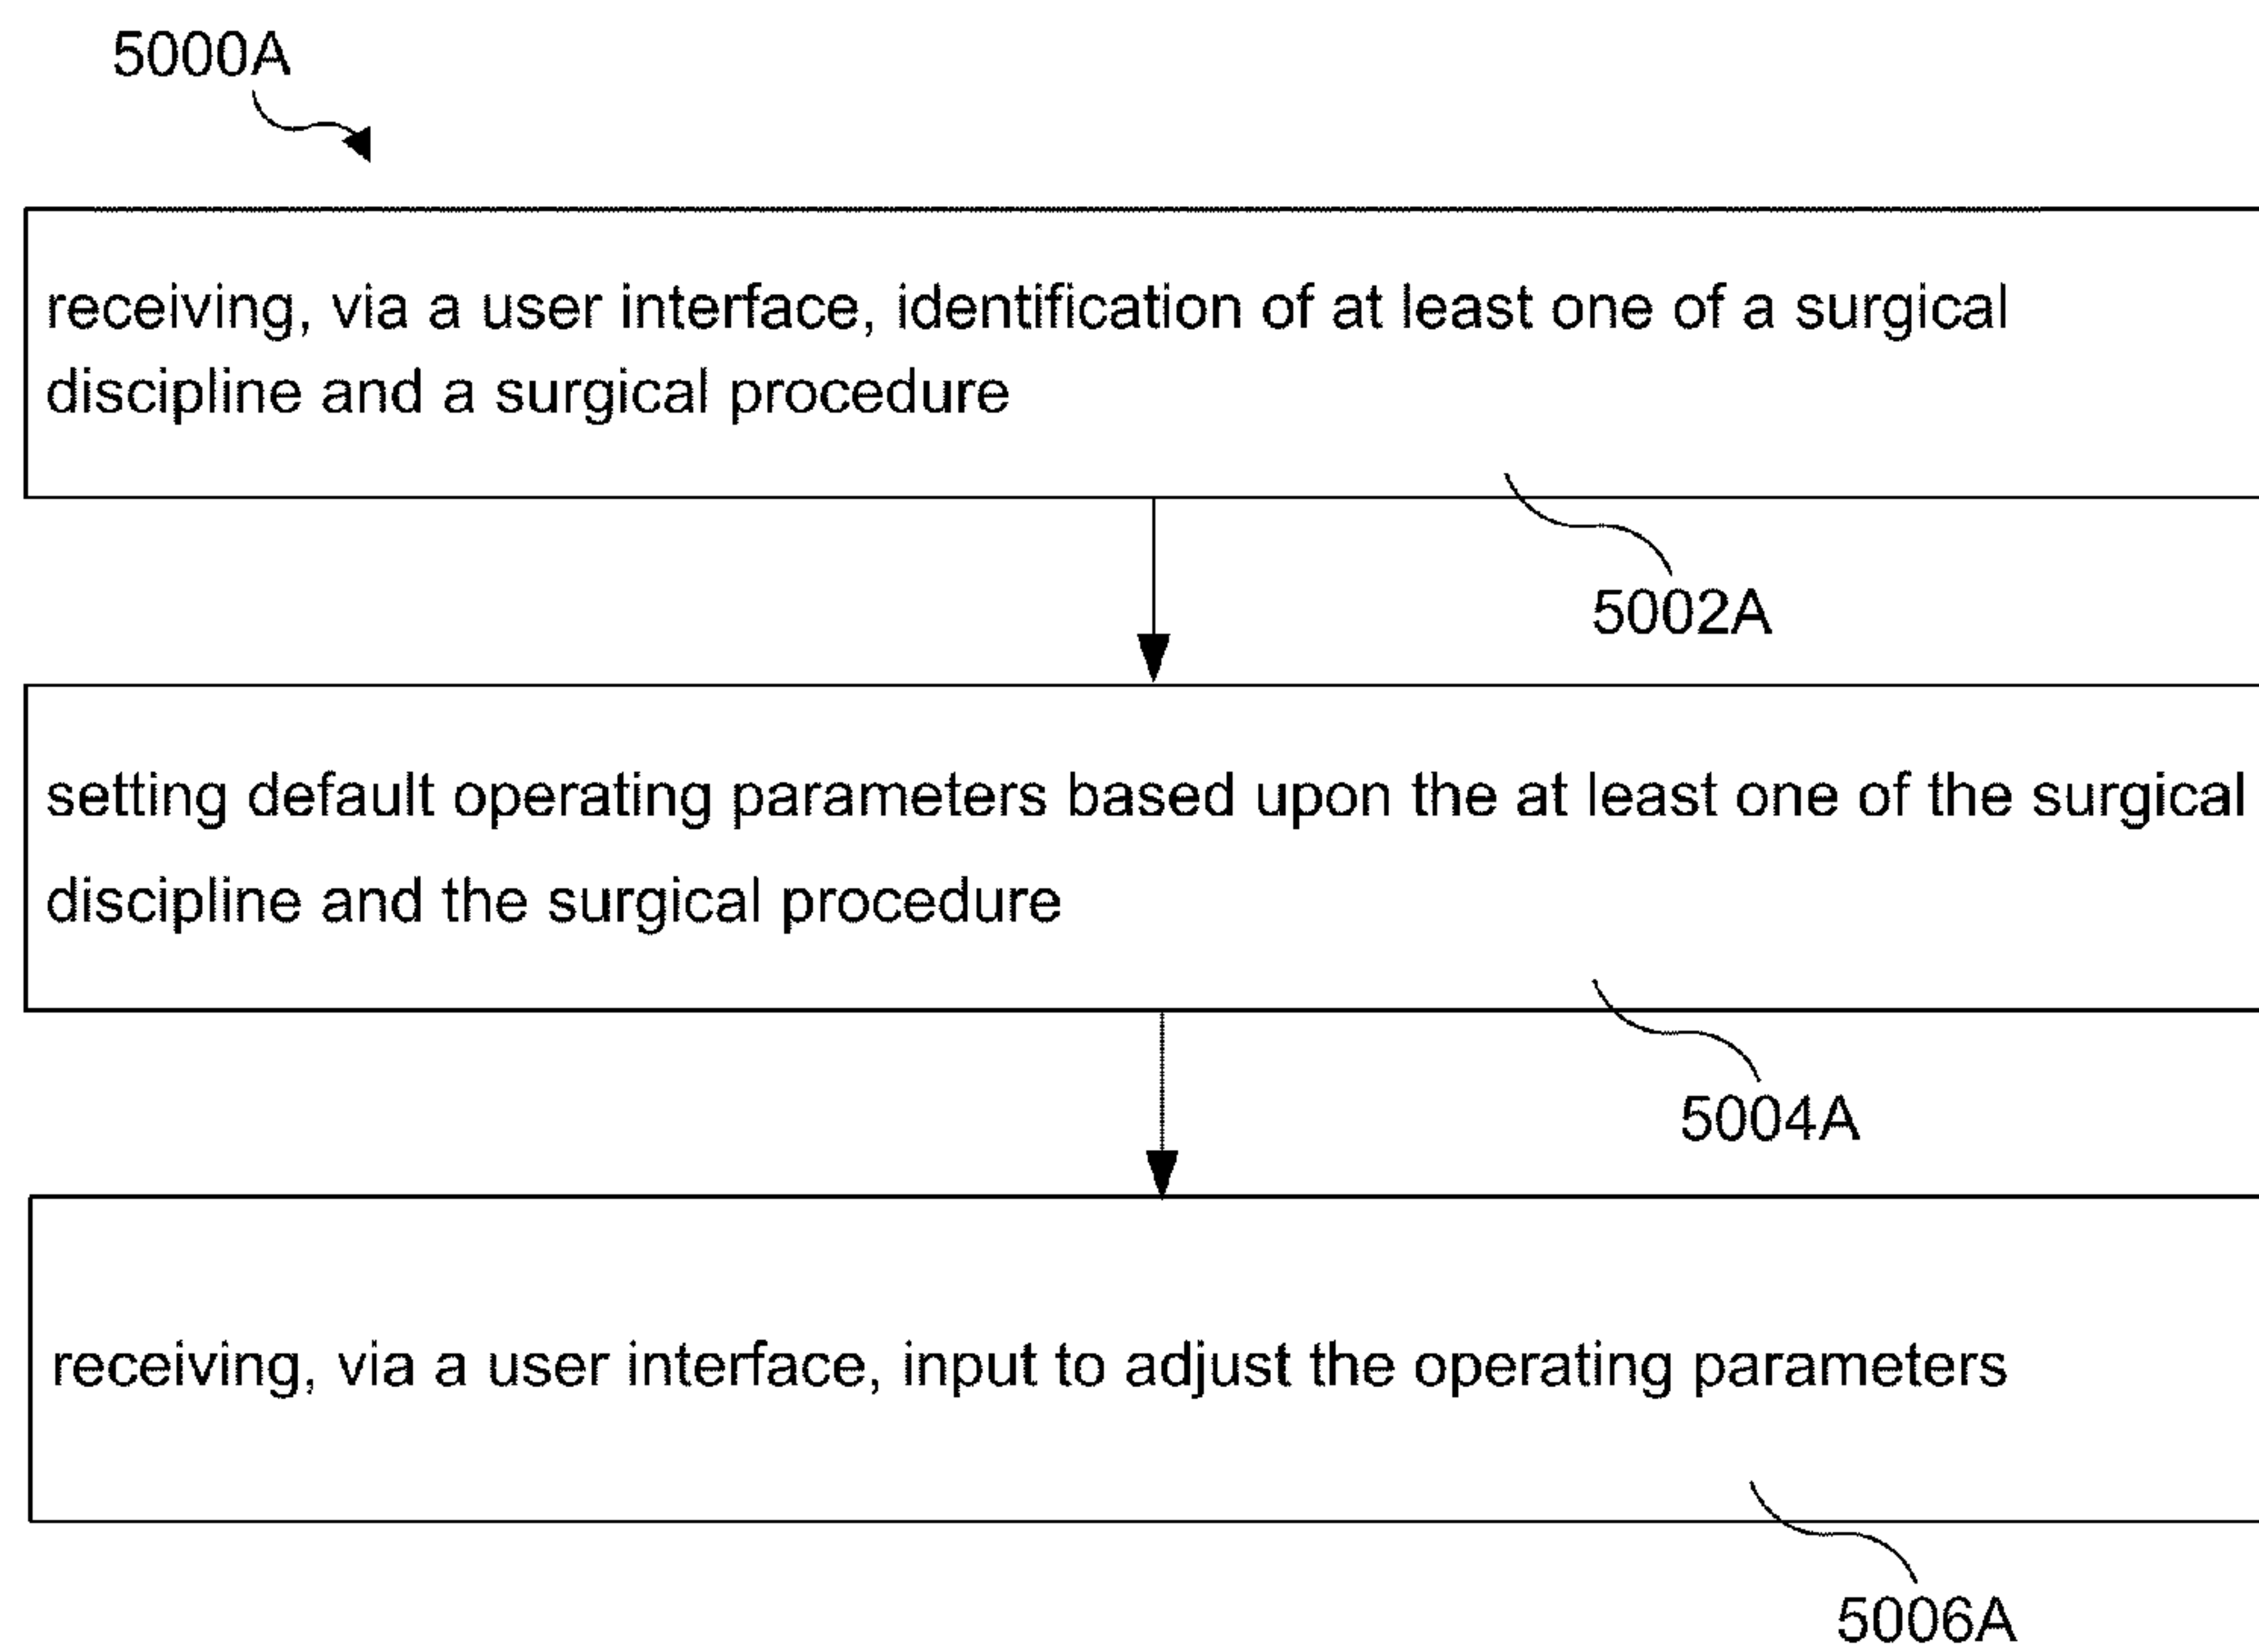 5000A
receiving, via a user interface, identification of at least one of a surgical
discipline and a surgical procedure
5002A
setting default operating parameters based upon the at least one of the surgical
discipline and the surgical procedure
5004A
receiving, via a user interface, input to adjust the operating parameters
5006A